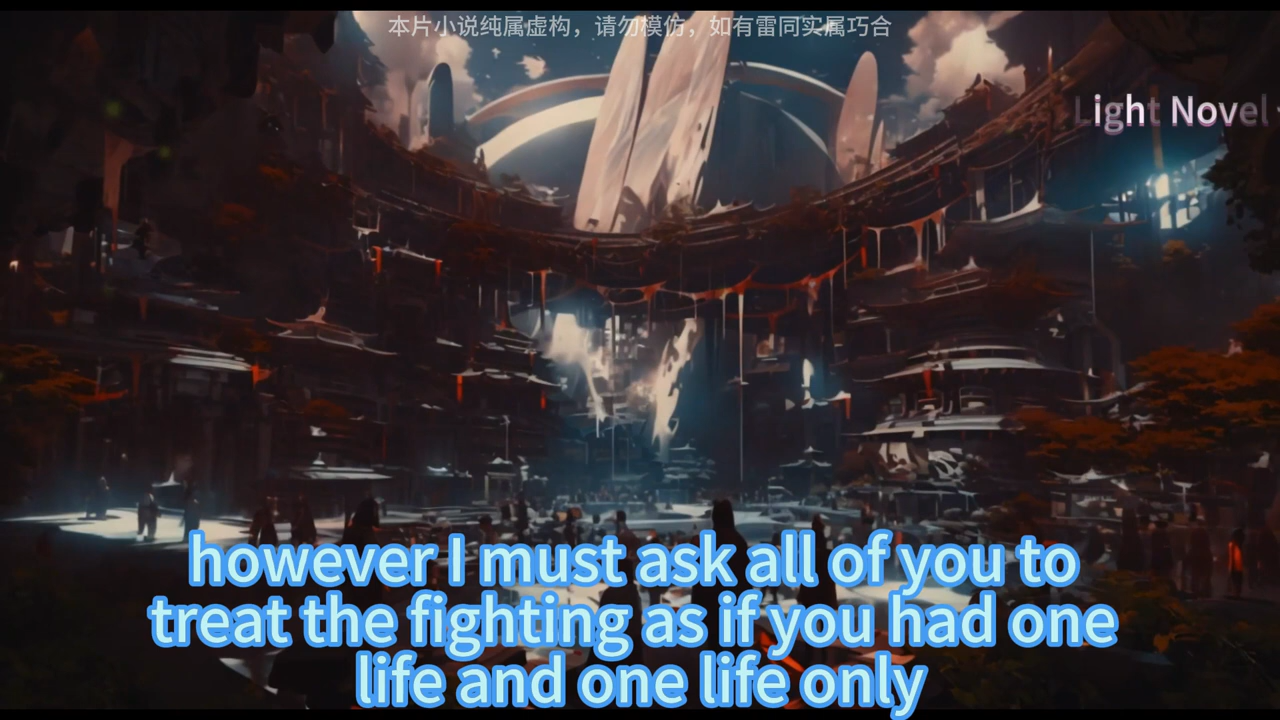 本片小说纯属虚构，请勿模仿，如有雷同实属巧合
Light Novel
however I must ask all of you to
treat the fighting as if you had one
life and one life only